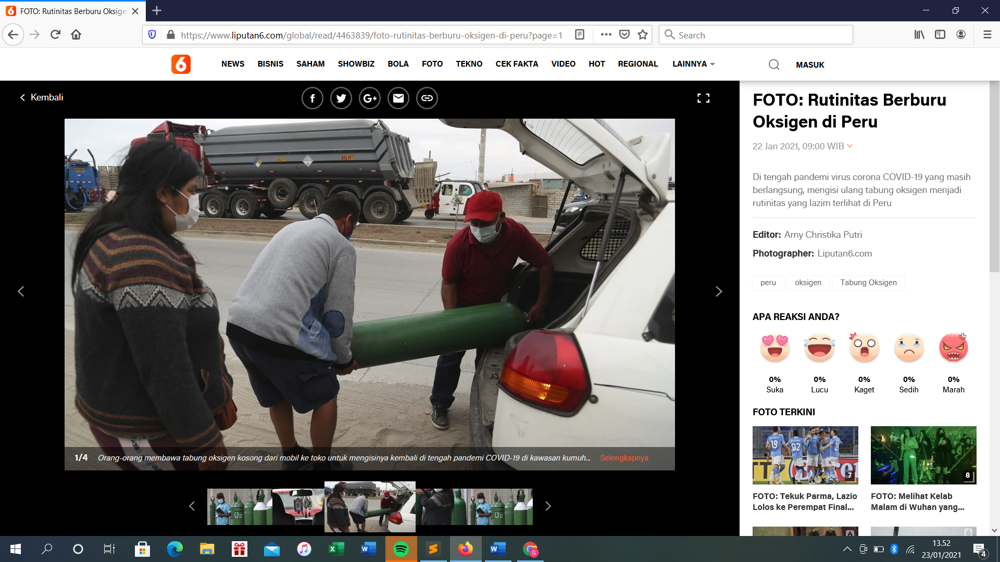 FOTO: Rutinitas Berburu Oksige
https://www.liputan6.com/global/read/4463839/foto-rutinitas-berburu-oksigen-di-peru?page=1
Search
6
NEWS
BISNIS
SAHAM
SHOWBIZ
BOLA
FOTO
TEKNO
CEK FAKTA
VIDEO
HOT
REGIONAL
LAINNYA
MASUK
Kembali
1/4 Orang-orang membawa tabung oksigen kosong dari mobil ke toko untuk mengisinya kembali di tengah pandemi COVID-19 di kawasan kumuh... Selengkapnya
O2
O2
FOTO: Rutinitas Berburu
Oksigen di Peru
22 Jan 2021, 09:00 WIB
Di tengah pandemi virus corona COVID-19 yang masih
berlangsung, mengisi ulang tabung oksigen menjadi
rutinitas yang lazim terlihat di Peru
Editor: Arny Christika Putri
Photographer: Liputan6.com
peru
oksigen
Tabung Oksigen
APA REAKSI ANDA?
0% 0% 0% 0% 0%
Suka Lucu Kaget Sedih Marah
FOTO TERKINI
18
92
7
8
FOTO: Tekuk Parma, Lazio
Lolos ke Perempat Final...
FOTO: Melihat Kelab
Malam di Wuhan yang...
13.52
23/01/2021
4